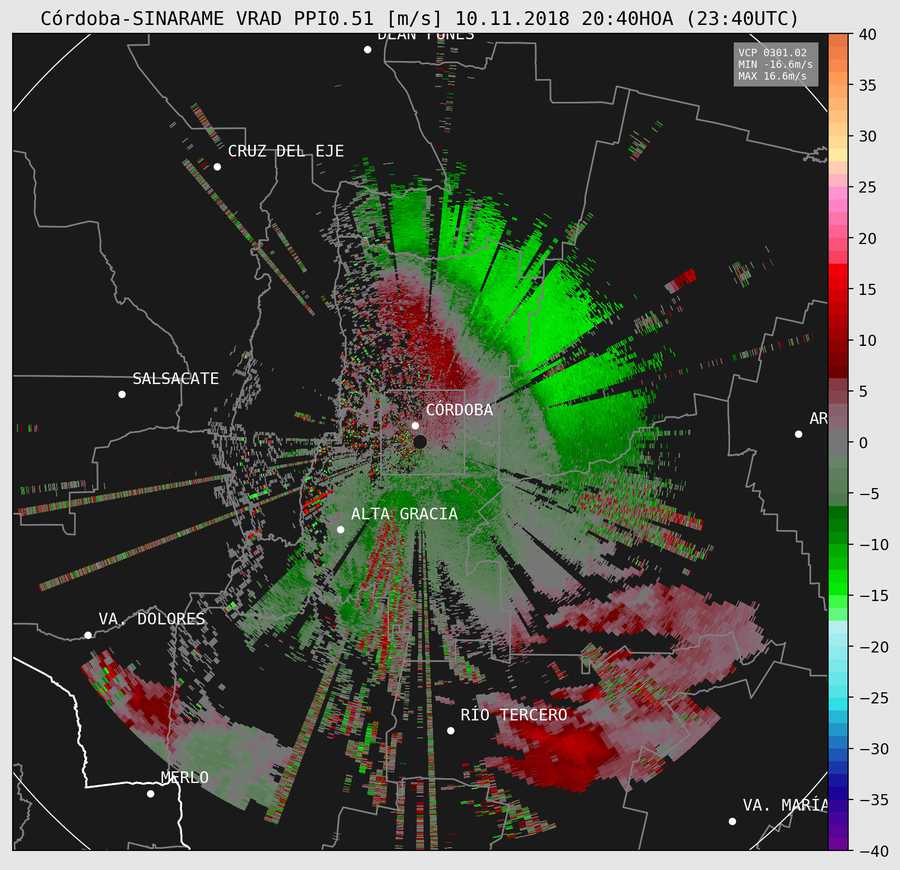 Córdoba-SINARAME VRAD PPI0.51 [m/s] 10.11.2018 20:40HOA (23:40UTC)
DEAN FUNES
VCP 0301.02
MIN -16.6m/s
MAX 16.6m/s
CRUZ DEL EJE
SALSACATE
CÓRDOBA
AR
ALTA GRACIA
VA. DOLORES
RÍO TERCERO
MERLO
VA. MARÍA
40
35
30
25
20
15
10
5
0
−5
−10
−15
−20
−25
−30
−35
−40